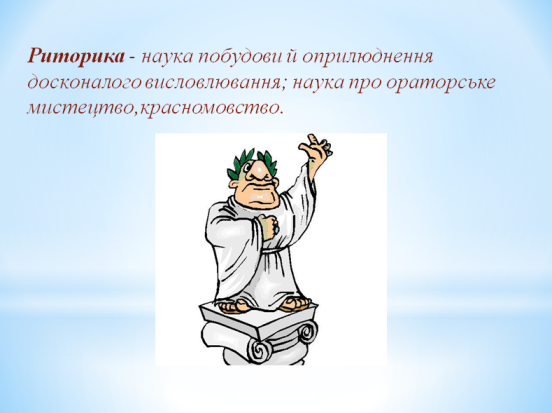 Риторика - наука побудови й оприлюднення
досконалого висловлювання; наука про ораторське
мистецтво,красномовство.